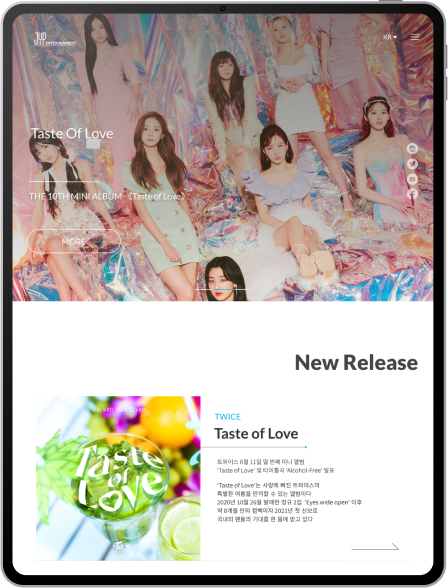 JYP
ENTERTAINMENT
KR
Taste Of Love
THE 10TH MINI ALBUM 《Taste of Love》
MORE
New Release
Taste
of
Love
TWICE
Taste of Love
트와이스 6월 11일 열 번째 미니 앨범
'Taste of Love' 및 타이틀곡 'Alcohol-Free' 발표
'Taste of Love'는 사랑에 빠진 트와이스의
특별한 여름을 만끽할 수 있는 앨범이다
2020년 10월 26일 발매한 정규 2집 'Eyes wide open' 이후
약 8개월 만의 컴백이자 2021년 첫 신보로
국내외 팬들의 기대를 한 몸에 받고 있다